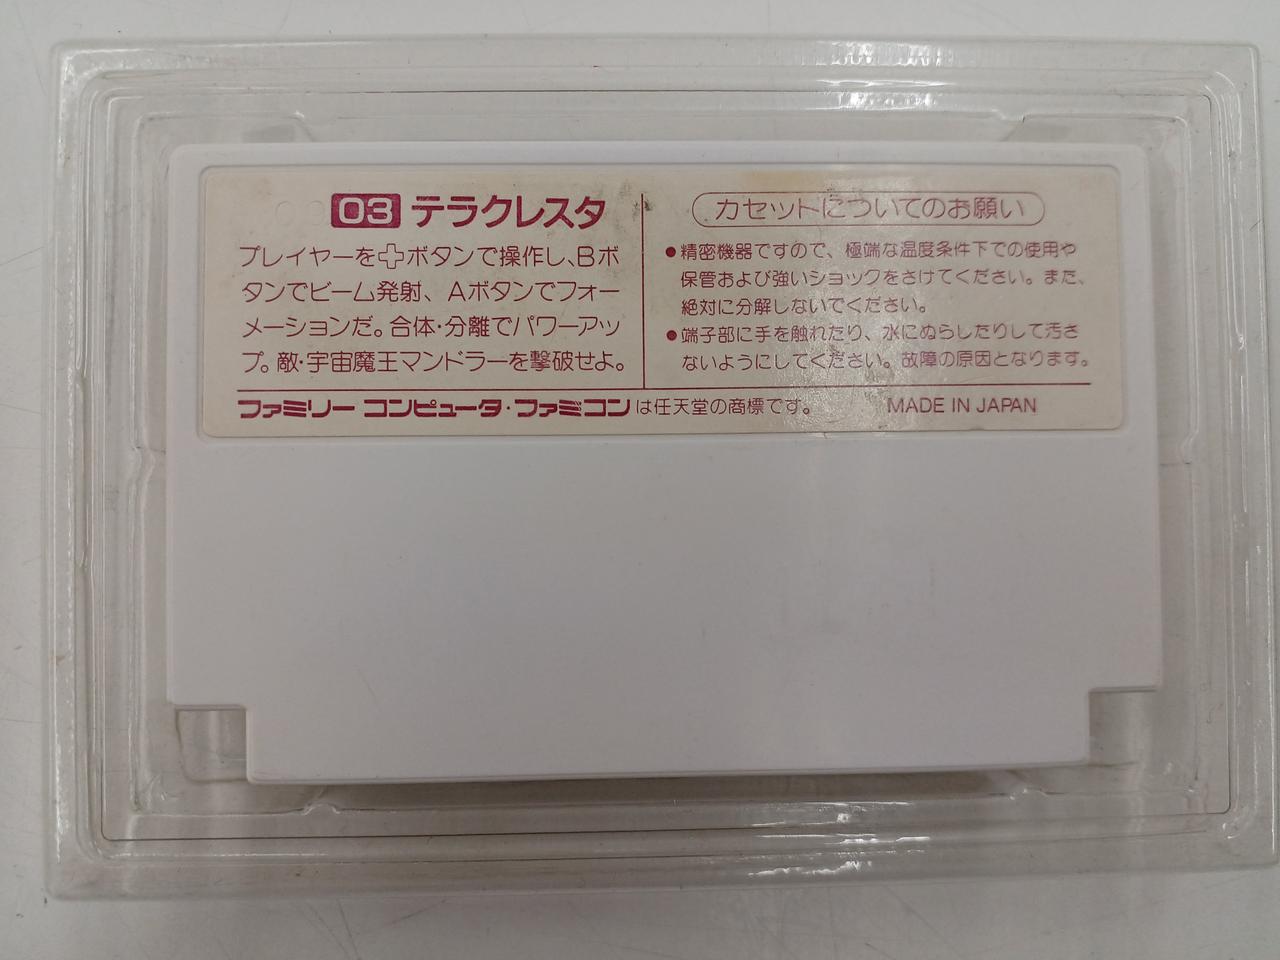 03 テラクレスタ
プレイヤーを✚ボタンで操作し、Bボ
タンでビーム発射、Aボタンでフォー
メーションだ。合体・分離でパワーアッ
プ。敵・宇宙魔王マンドラーを撃破せよ。
カセットについてのお願い
●精密機器ですので、極端な温度条件下での使用や
保管および強いショックをさけてください。また、
絶対に分解しないでください。
●端子部に手を触れたり、水にぬらしたりして汚さ
ないようにしてください。故障の原因となります。
ファミリー コンピュータ・ファミコンは任天堂の商標です。
MADE IN JAPAN